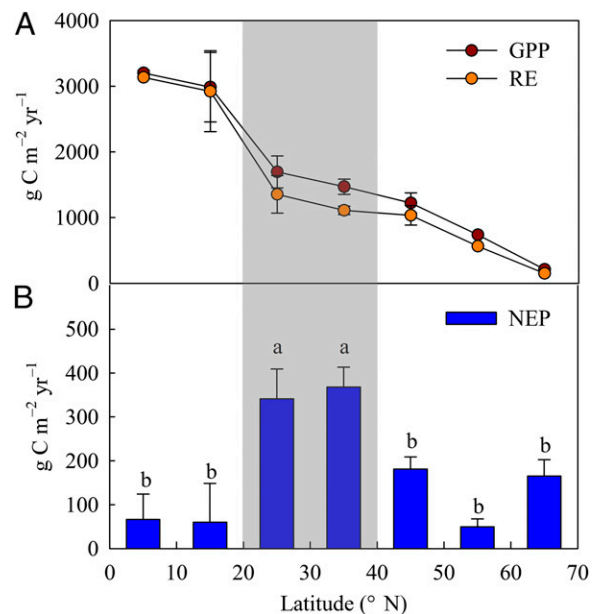 A
4000
GPP
RE
3000
2000
1000
0
g C m⁻² yr⁻¹
B
NEP
500
400
300
200
100
0
g C m⁻² yr⁻¹
b
b
a
a
b
b
b
0 10 20 30 40 50 60 70
Latitude (° N)